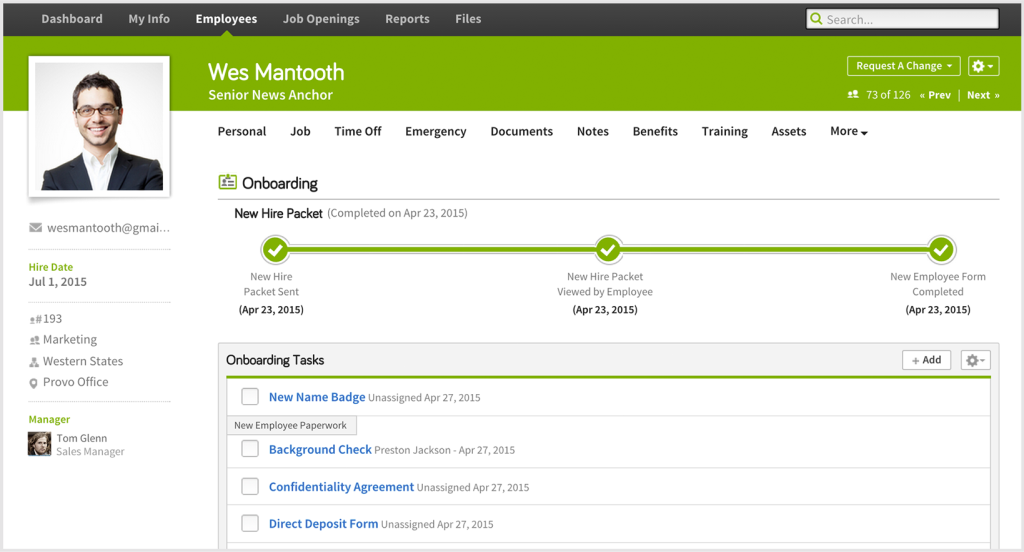 Dashboard My Info Employees Job Openings Reports Files Search...
Wes Mantooth
Senior News Anchor
Request A Change
73 of 126 « Prev | Next »
Personal Job Time Off Emergency Documents Notes Benefits Training Assets More
wesmantooth@gmai...
Hire Date
Jul 1, 2015
#193
Marketing
Western States
Provo Office
Manager
Tom Glenn
Sales Manager
Onboarding
New Hire Packet (Completed on Apr 23, 2015)
New Hire
Packet Sent
(Apr 23, 2015)
New Hire Packet
Viewed by Employee
(Apr 23, 2015)
New Employee Form
Completed
(Apr 23, 2015)
Onboarding Tasks
+ Add
New Name Badge Unassigned Apr 27, 2015
New Employee Paperwork
Background Check Preston Jackson - Apr 27, 2015
Confidentiality Agreement Unassigned Apr 27, 2015
Direct Deposit Form Unassigned Apr 27, 2015